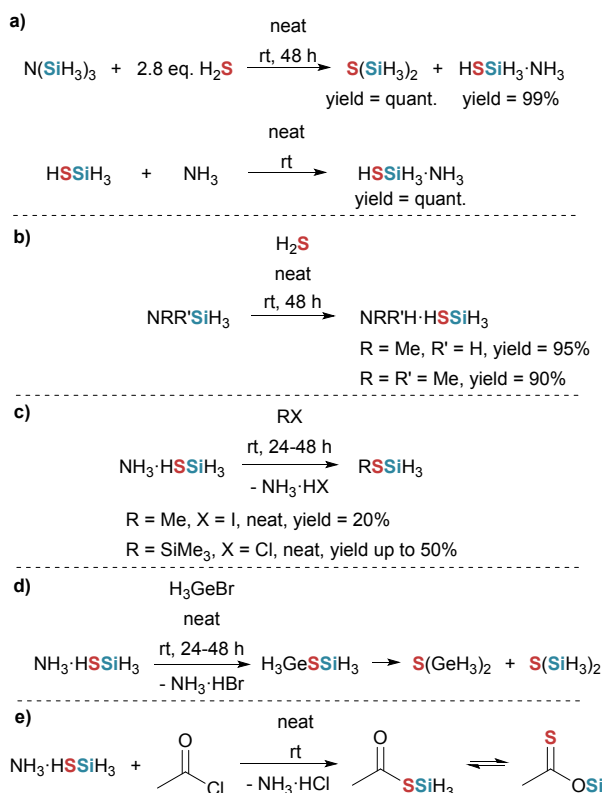 a)
neat
rt, 48 h
N(SiH₃)₃ + 2.8 eq. H₂S S(SiH₃)₂ + HSSiH₃·NH₃
yield = quant. yield = 99%
neat
rt
HSSiH₃ + NH₃ HSSiH₃·NH₃
yield = quant.
b)
H₂S
neat
rt, 48 h
NRR'SiH₃ NRR'H·HSSiH₃
R = Me, R' = H, yield = 95%
R = R' = Me, yield = 90%
c)
RX
rt, 24-48 h
NH₃·HSSiH₃ RSSiH₃
- NH₃·HX
R = Me, X = I, neat, yield = 20%
R = SiMe₃, X = Cl, neat, yield up to 50%
d)
H₃GeBr
neat
rt, 24-48 h
NH₃·HSSiH₃ H₃GeSSiH₃ S(GeH₃)₂ + S(SiH₃)₂
- NH₃·HBr
e)
neat
rt
O O S
NH₃·HSSiH₃ + Cl SSiH₃ OSi
- NH₃·HCl